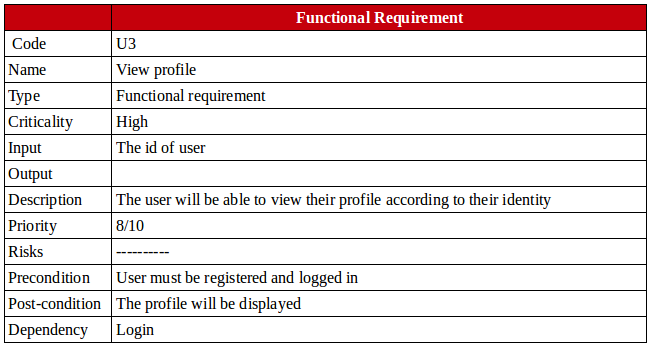 Functional Requirement
Code U3
Name View profile
Type Functional requirement
Criticality High
Input The id of user
Output
Description The user will be able to view their profile according to their identity
Priority 8/10
Risks ----------
Precondition User must be registered and logged in
Post-condition The profile will be displayed
Dependency Login